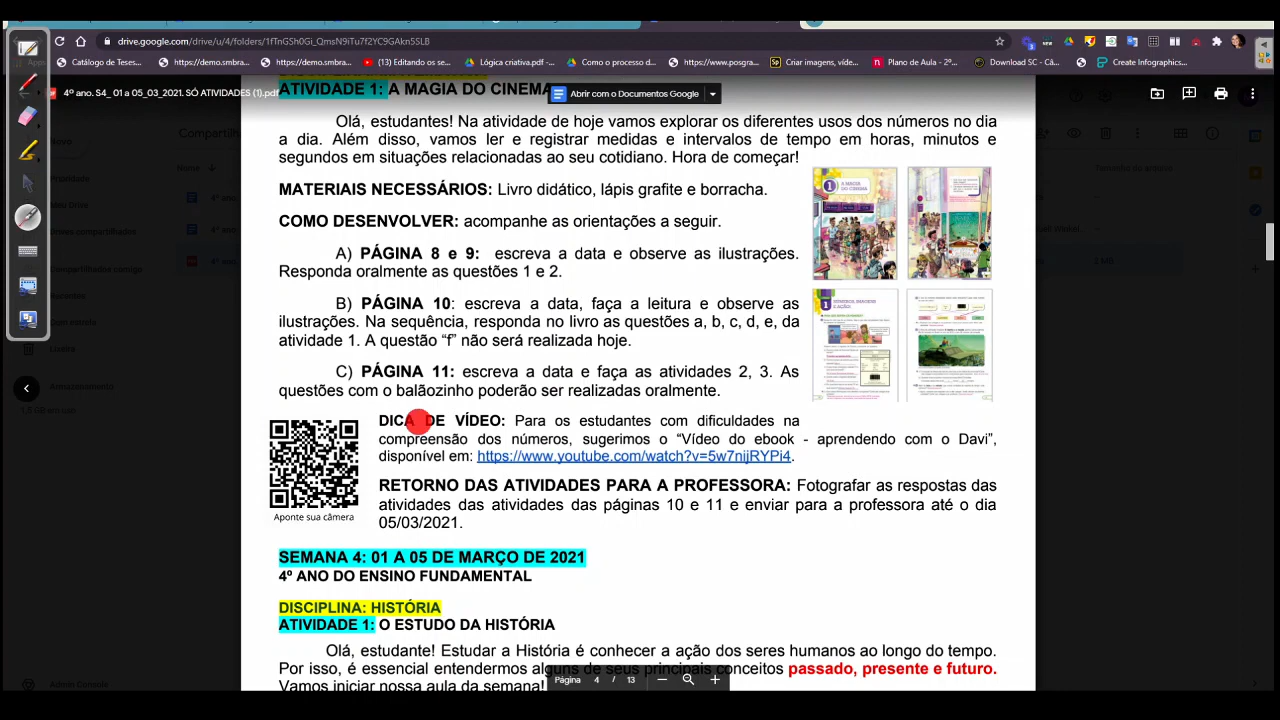 drive.google.com/drive/u/4/folders/1fTnGSh0Gi_QmsN9iTu7f2YC9GAkn5SLB
Catálogo de Teses... https://demo.smbra... https://demo.smbra... (13) Editando os se... Lógica criativa.pdf -... Como o processo d... https://www.posgra... Criar imagens, víde... Plano de Aula - 2º... Download SC – Ca... Create Infographics...
4º ano. S4_ 01 a 05_03_2021. SÓ ATIVIDADES (1).pdf
Abrir com o Documentos Google
ATIVIDADE 1: A MAGIA DO CINEMA
Olá, estudantes! Na atividade de hoje vamos explorar os diferentes usos dos números no dia
a dia. Além disso, vamos ler e registrar medidas e intervalos de tempo em horas, minutos e
segundos em situações relacionadas ao seu cotidiano. Hora de começar!
MATERIAIS NECESSÁRIOS: Livro didático, lápis grafite e borracha.
COMO DESENVOLVER: acompanhe as orientações a seguir.
A) PÁGINA 8 e 9: escreva a data e observe as ilustrações.
Responda oralmente as questões 1 e 2.
B) PÁGINA 10: escreva a data, faça a leitura e observe as
ilustrações. Na sequência, responda no livro as questões a, b, c, d, e, da
atividade 1. A questão “f” não será realizada hoje.
C) PÁGINA 11: escreva a data e faça as atividades 2, 3. As
questões com o balãozinho irão ser realizadas oralmente.
DICA DE VÍDEO: Para os estudantes com dificuldades na
compreensão dos números, sugerimos o “Vídeo do ebook - aprendendo com o Davi”,
disponível em: https://www.youtube.com/watch?v=5w7nijRYPi4.
Aponte sua câmera
RETORNO DAS ATIVIDADES PARA A PROFESSORA: Fotografar as respostas das
atividades das atividades das páginas 10 e 11 e enviar para a professora até o dia
05/03/2021.
SEMANA 4: 01 A 05 DE MARÇO DE 2021
4º ANO DO ENSINO FUNDAMENTAL
DISCIPLINA: HISTÓRIA
ATIVIDADE 1: O ESTUDO DA HISTÓRIA
Olá, estudante! Estudar a História é conhecer a ação dos seres humanos ao longo do tempo.
Por isso, é essencial entendermos alguns de seus principais conceitos passado, presente e futuro.
Vamos iniciar nossa aula da semana!
Página 4 / 13